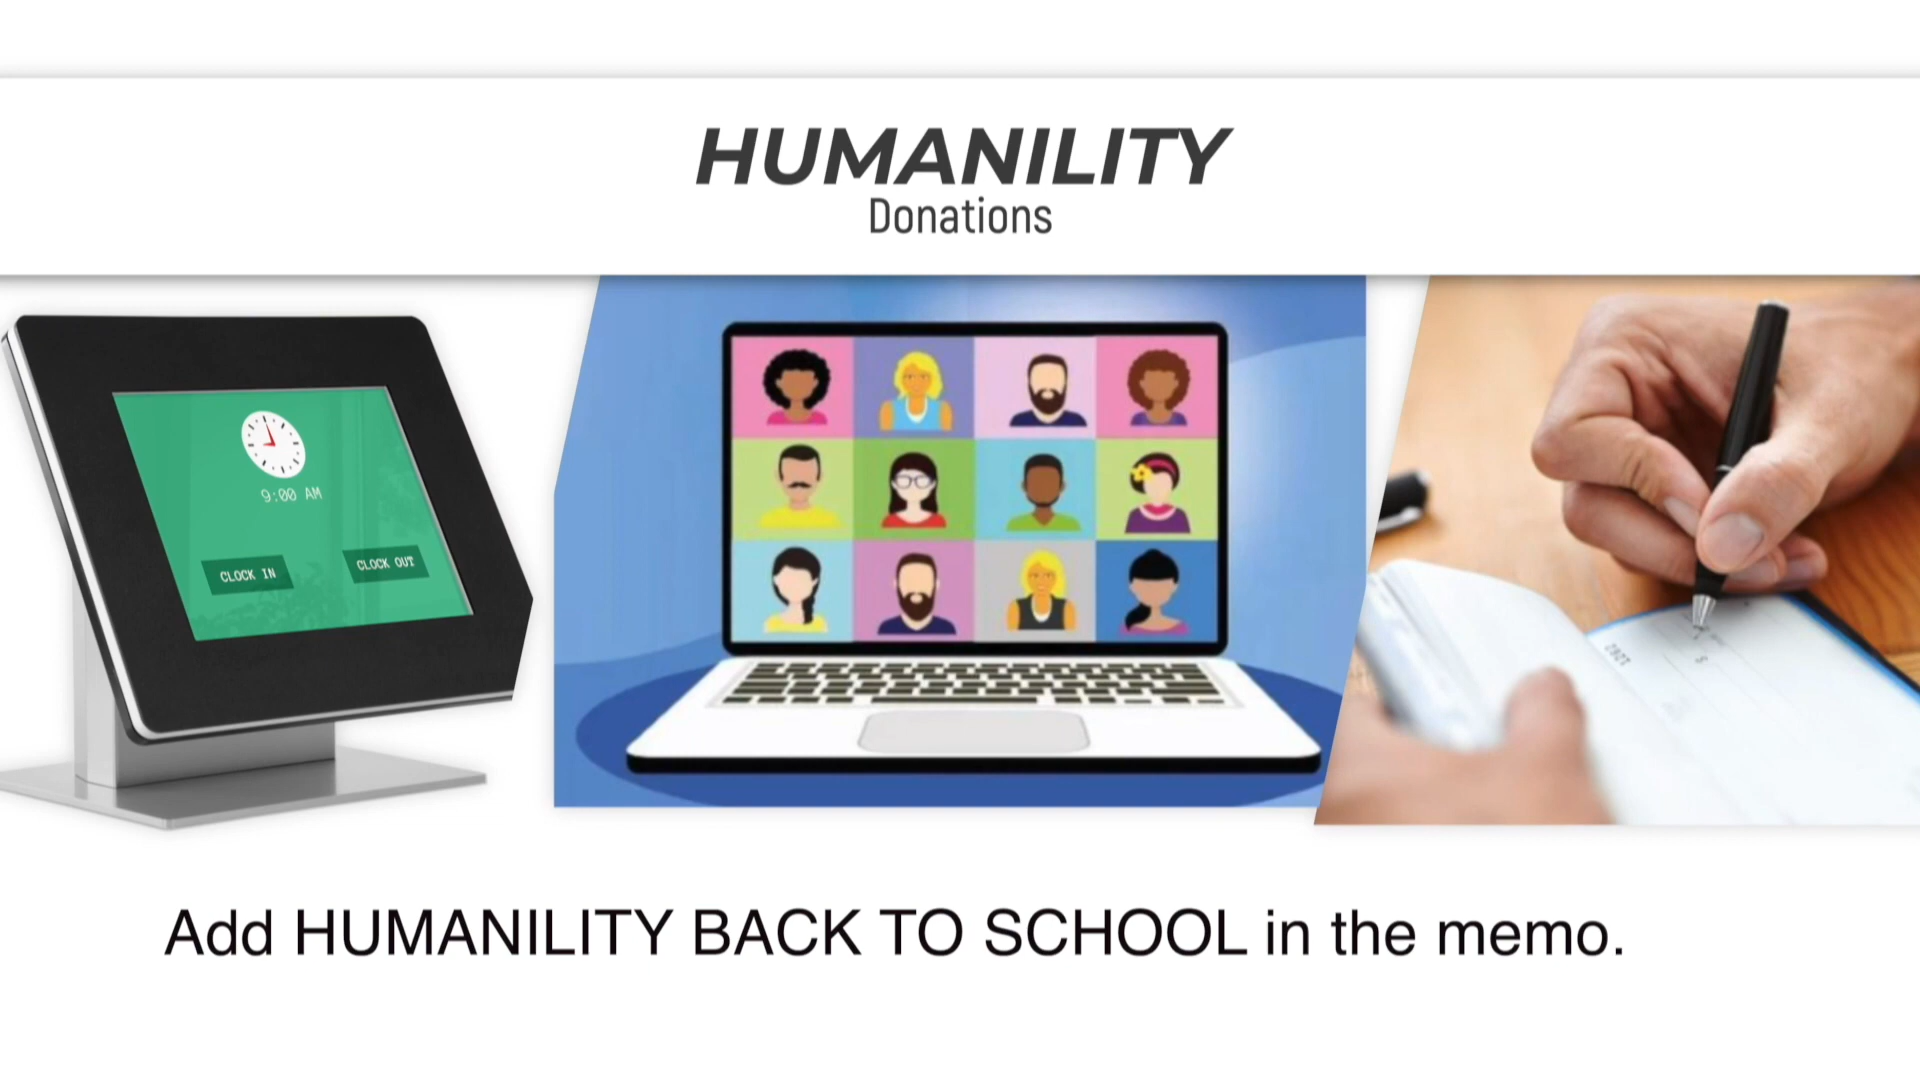 HUMANILITY
Donations
9:00 AM
CLOCK IN
CLOCK OUT
Add HUMANILITY BACK TO SCHOOL in the memo.